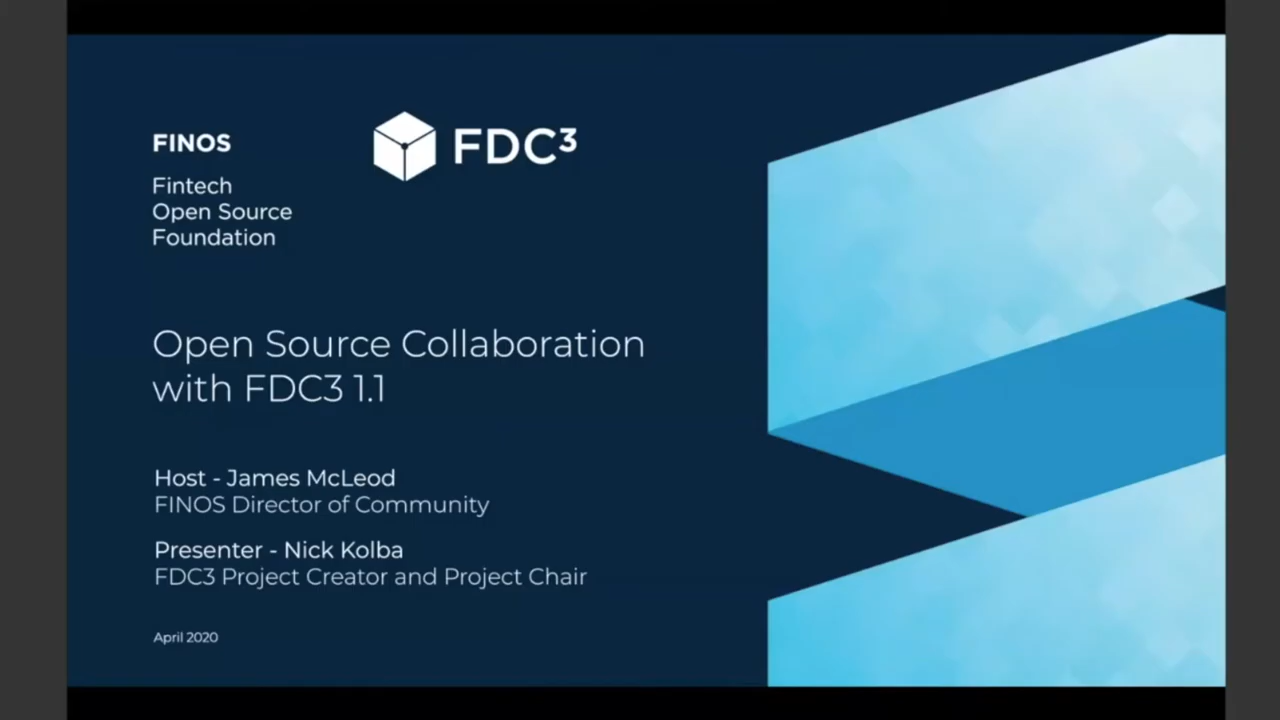 FINOS
Fintech
Open Source
Foundation
FDC³
Open Source Collaboration
with FDC3 1.1
Host - James McLeod
FINOS Director of Community
Presenter - Nick Kolba
FDC3 Project Creator and Project Chair
April 2020